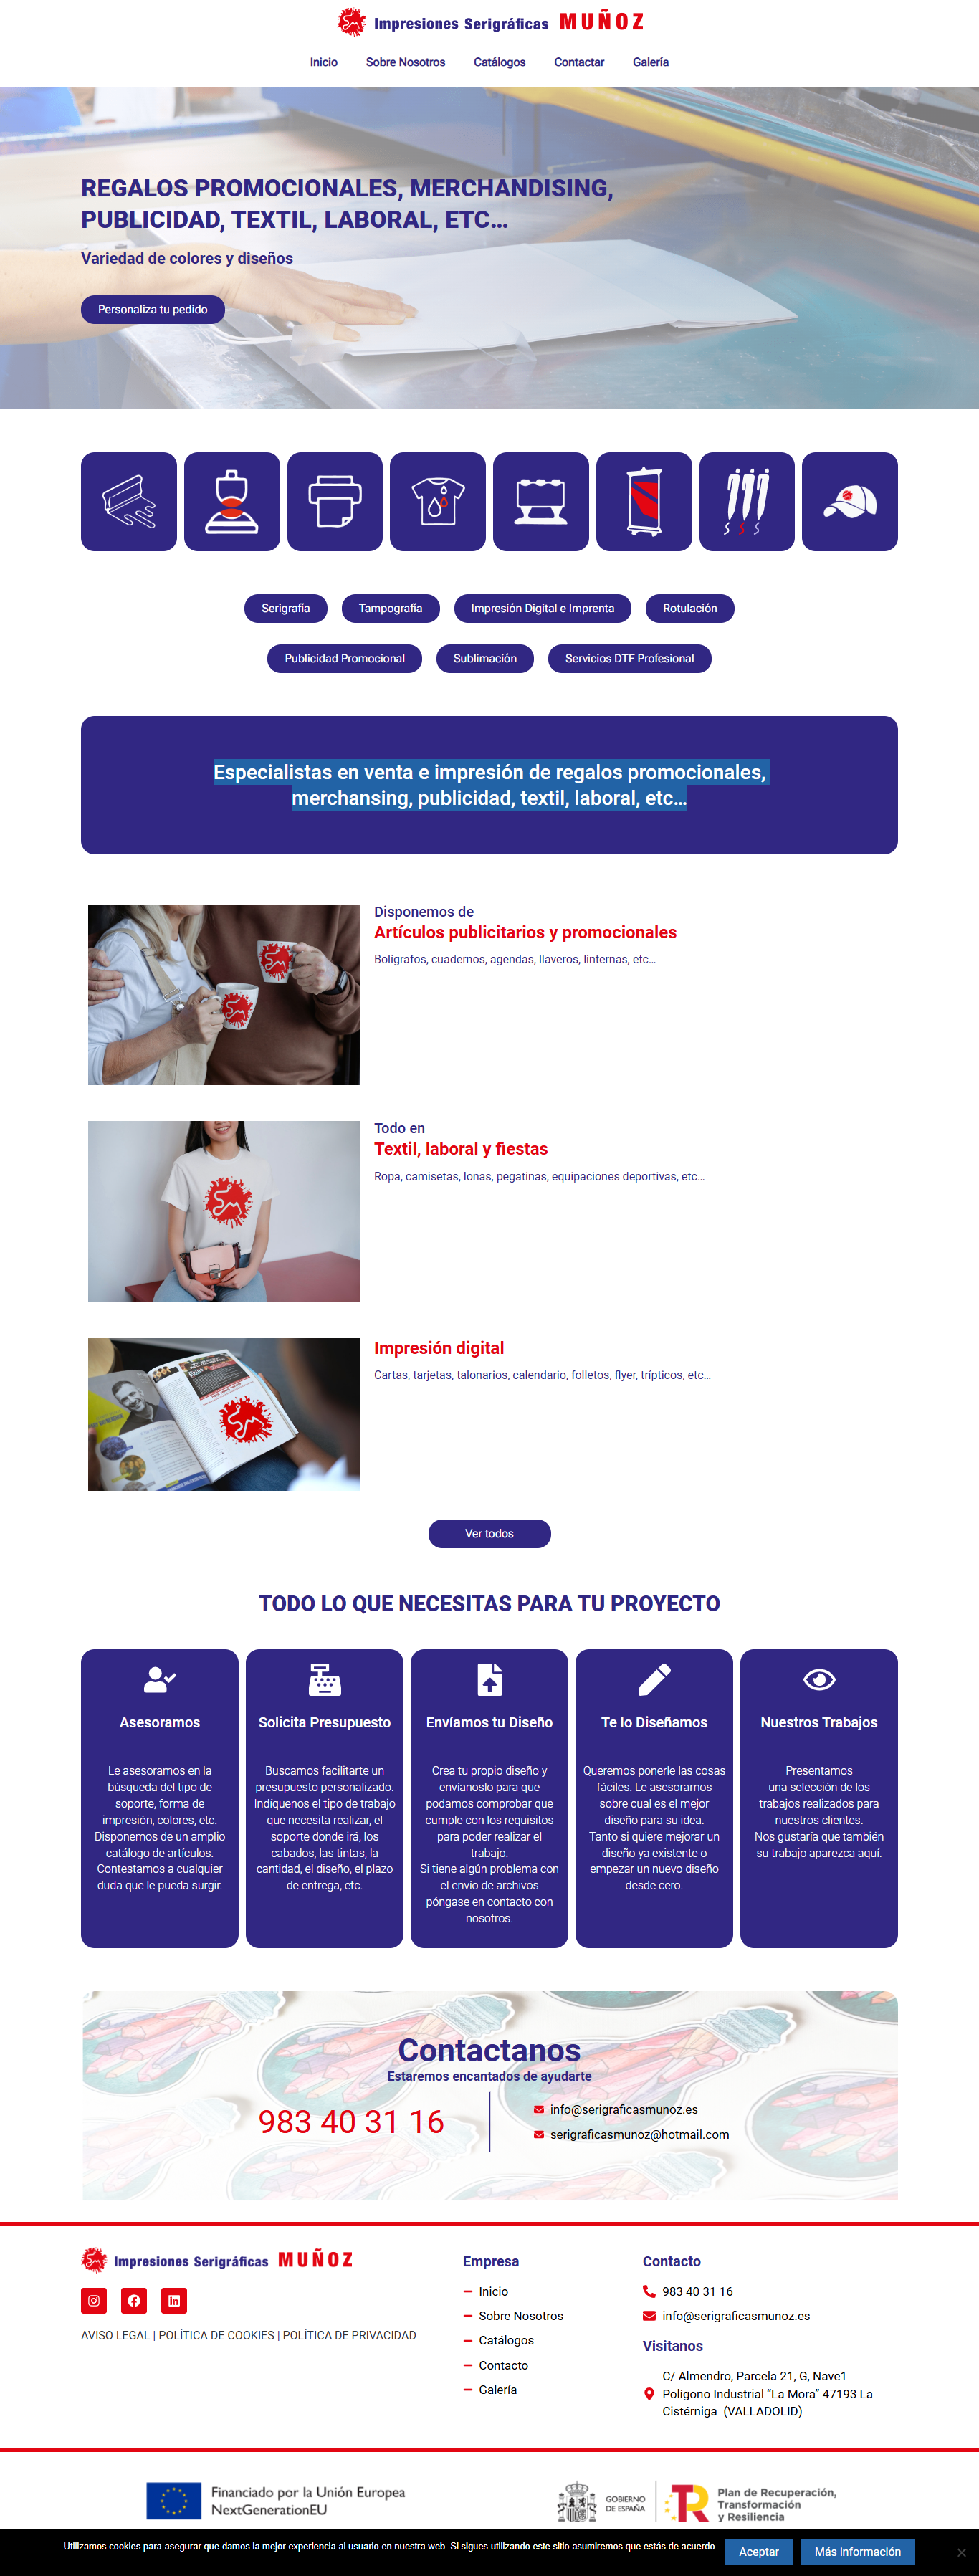 Impresiones Serigráficas MUÑOZ
Inicio Sobre Nosotros Catálogos Contactar Galería
REGALOS PROMOCIONALES, MERCHANDISING,
PUBLICIDAD, TEXTIL, LABORAL, ETC...
Variedad de colores y diseños
Personaliza tu pedido
Serigrafía Tampografía Impresión Digital e Imprenta Rotulación
Publicidad Promocional Sublimación Servicios DTF Profesional
Especialistas en venta e impresión de regalos promocionales,
merchansing, publicidad, textil, laboral, etc...
Disponemos de
Artículos publicitarios y promocionales
Bolígrafos, cuadernos, agendas, llaveros, linternas, etc...
Todo en
Textil, laboral y fiestas
Ropa, camisetas, lonas, pegatinas, equipaciones deportivas, etc...
Impresión digital
Cartas, tarjetas, talonarios, calendario, folletos, flyer, trípticos, etc...
Ver todos
TODO LO QUE NECESITAS PARA TU PROYECTO
Asesoramos
Le asesoramos en la
búsqueda del tipo de
soporte, forma de
impresión, colores, etc.
Disponemos de un amplio
catálogo de artículos.
Contestamos a cualquier
duda que le pueda surgir.
Solicita Presupuesto
Buscamos facilitarte un
presupuesto personalizado.
Indíquenos el tipo de trabajo
que necesita realizar, el
soporte donde irá, los
cabados, las tintas, la
cantidad, el diseño, el plazo
de entrega, etc.
Envíamos tu Diseño
Crea tu propio diseño y
envíanoslo para que
podamos comprobar que
cumple con los requisitos
para poder realizar el
trabajo.
Si tiene algún problema con
el envío de archivos
póngase en contacto con
nosotros.
Te lo Diseñamos
Queremos ponerle las cosas
fáciles. Le asesoramos
sobre cual es el mejor
diseño para su idea.
Tanto si quiere mejorar un
diseño ya existente o
empezar un nuevo diseño
desde cero.
Nuestros Trabajos
Presentamos
una selección de los
trabajos realizados para
nuestros clientes.
Nos gustaría que también
su trabajo aparezca aquí.
Contactanos
Estaremos encantados de ayudarte
983 40 31 16
info@serigraficasmunoz.es
serigraficasmunoz@hotmail.com
Impresiones Serigráficas MUÑOZ
AVISO LEGAL | POLÍTICA DE COOKIES | POLÍTICA DE PRIVACIDAD
Empresa
Inicio
Sobre Nosotros
Catálogos
Contacto
Galería
Contacto
983 40 31 16
info@serigraficasmunoz.es
Visitanos
C/ Almendro, Parcela 21, G, Nave1
Polígono Industrial “La Mora” 47193 La
Cistérniga (VALLADOLID)
Financiado por la Unión Europea
NextGenerationEU
GOBIERNO
DE ESPAÑA
Plan de Recuperación,
Transformación
y Resiliencia
Utilizamos cookies para asegurar que damos la mejor experiencia al usuario en nuestra web. Si sigues utilizando este sitio asumiremos que estás de acuerdo.
Aceptar
Más información